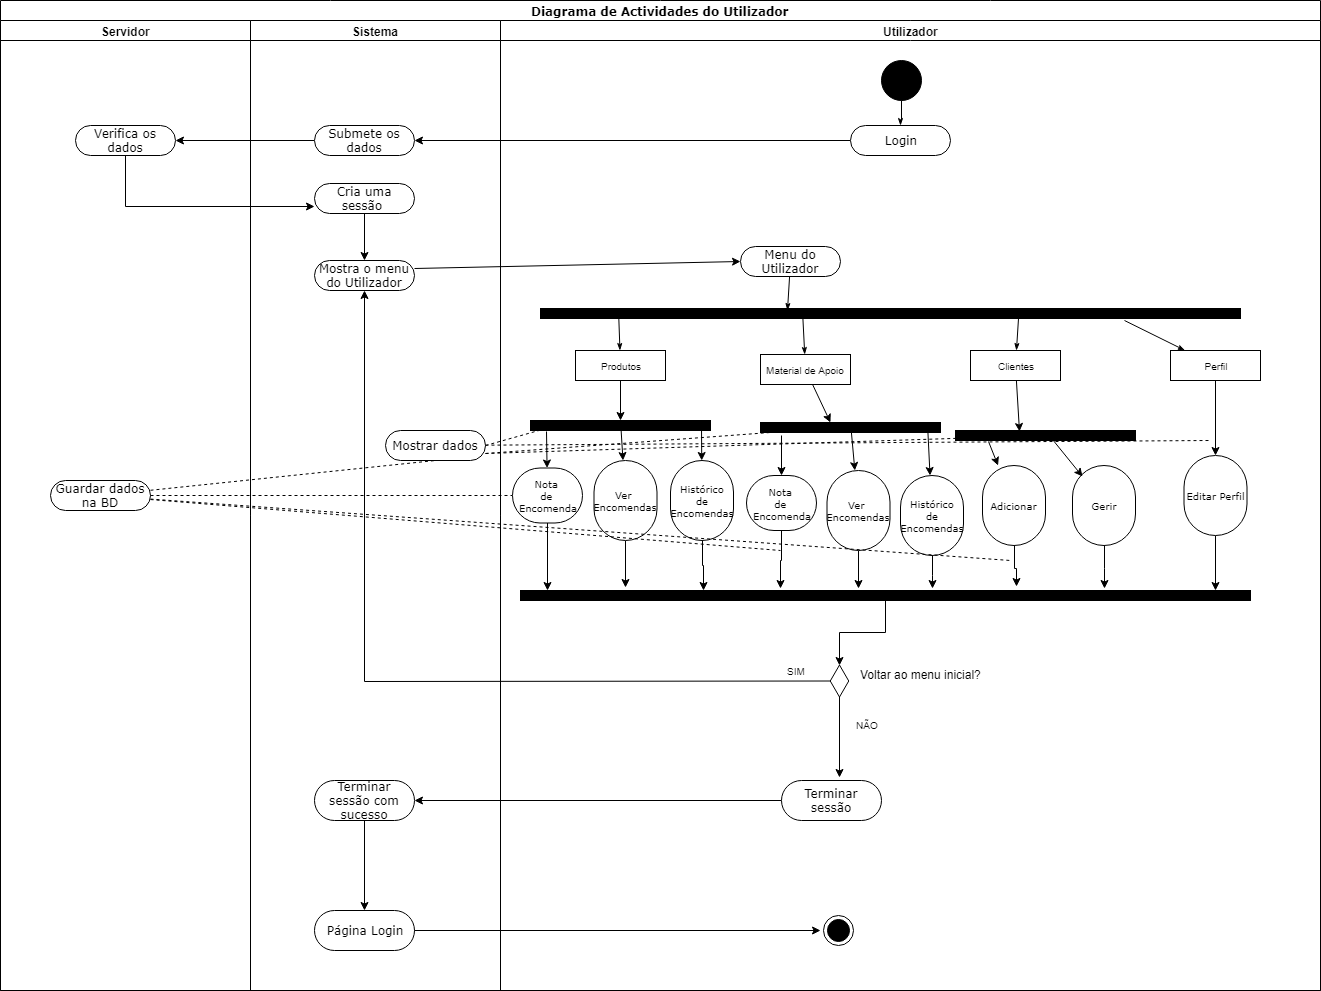 Diagrama de Actividades do Utilizador
Servidor
Sistema
Utilizador
Verifica os
dados
Submete os
dados
Login
Cria uma
sessão
Mostra o menu
do Utilizador
Menu do
Utilizador
Produtos
Material de Apoio
Clientes
Perfil
Mostrar dados
Guardar dados
na BD
Nota
de
Encomenda
Ver
Encomendas
Histórico
de
Encomendas
Nota
de
Encomenda
Ver
Encomendas
Histórico
de
Encomendas
Adicionar
Gerir
Editar Perfil
SIM
Voltar ao menu inicial?
NÃO
Terminar
sessão com
sucesso
Terminar
sessão
Página Login